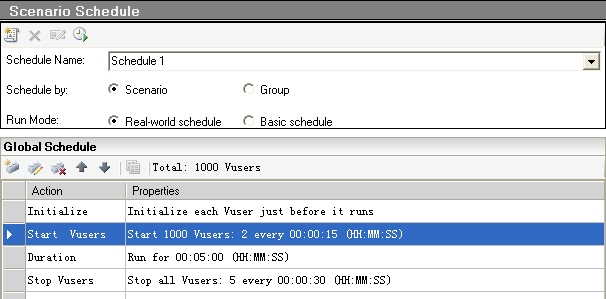 Scenario Schedule
Schedule Name: Schedule 1
Schedule by: Scenario Group
Run Mode: Real-world schedule Basic schedule
Global Schedule
Total: 1000 Vusers
Action Properties
Initialize Initialize each Vuser just before it runs
Start Vusers Start 1000 Vusers: 2 every 00:00:15 (HH:MM:SS)
Duration Run for 00:05:00 (HH:MM:SS)
Stop Vusers Stop all Vusers: 5 every 00:00:30 (HH:MM:SS)